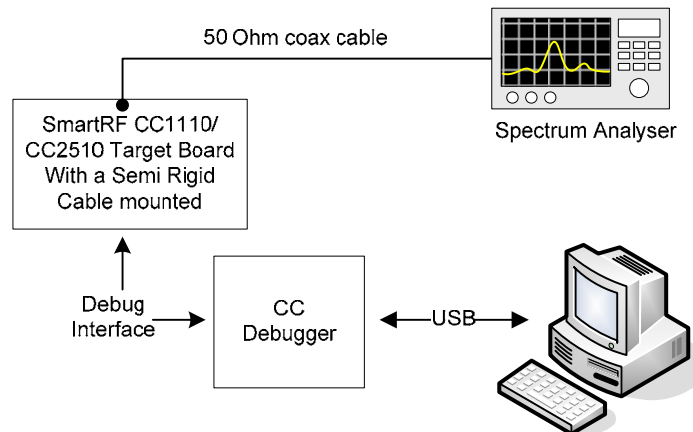 50 Ohm coax cable
SmartRF CC1110/
CC2510 Target Board
With a Semi Rigid
Cable mounted
Spectrum Analyser
Debug
Interface
CC
Debugger
USB